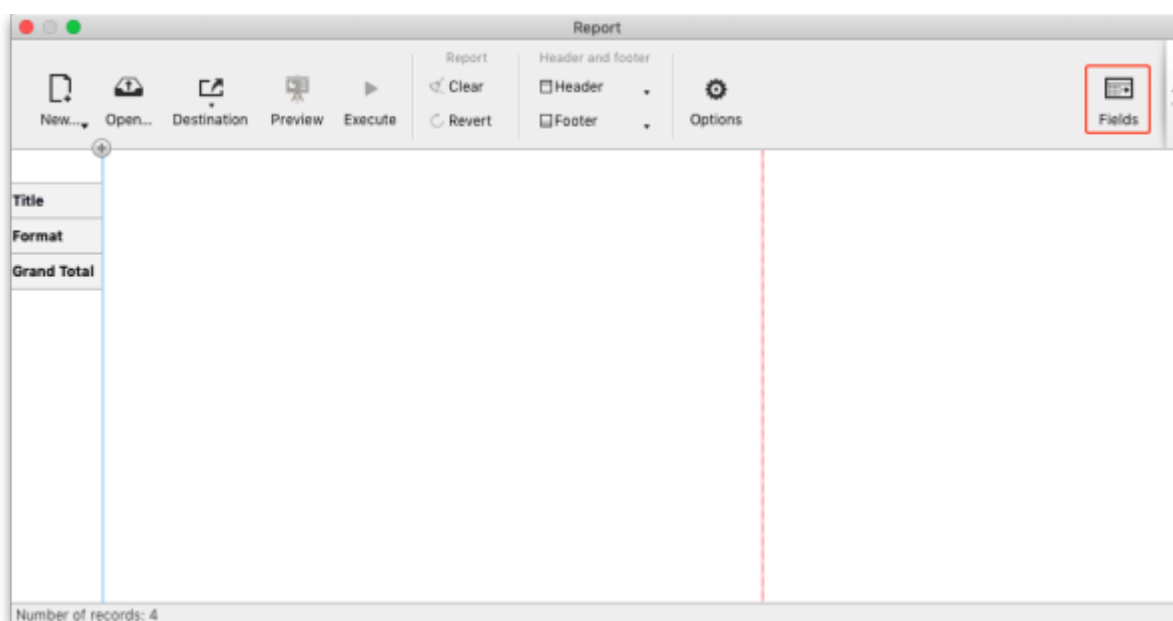 Report
Report Header and footer
Clear Header
New... Open... Destination Preview Execute Revert Footer Options Fields
Title
Format
Grand Total
Number of records: 4